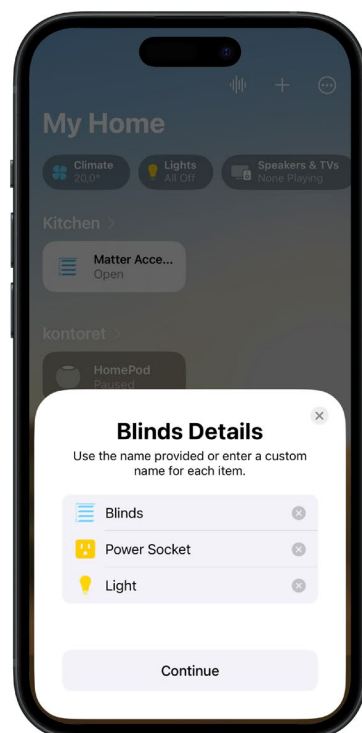 My Home
Climate
20,0°
Lights
All Off
Speakers & TVs
None Playing
Kitchen >
Matter Acce...
Open
kontoret >
HomePod
Paused
Blinds Details
Use the name provided or enter a custom
name for each item.
Blinds
Power Socket
Light
Continue